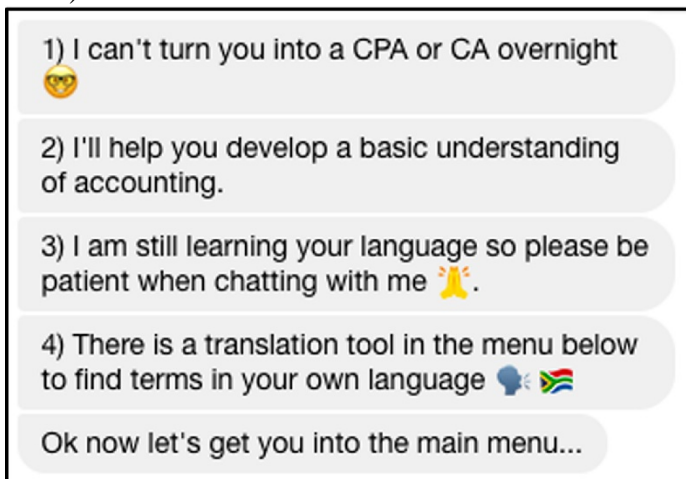 1) I can't turn you into a CPA or CA overnight
🤓
2) I'll help you develop a basic understanding
of accounting.
3) I am still learning your language so please be
patient when chatting with me 🙏.
4) There is a translation tool in the menu below
to find terms in your own language 🗣️ 🇿🇦
Ok now let's get you into the main menu...